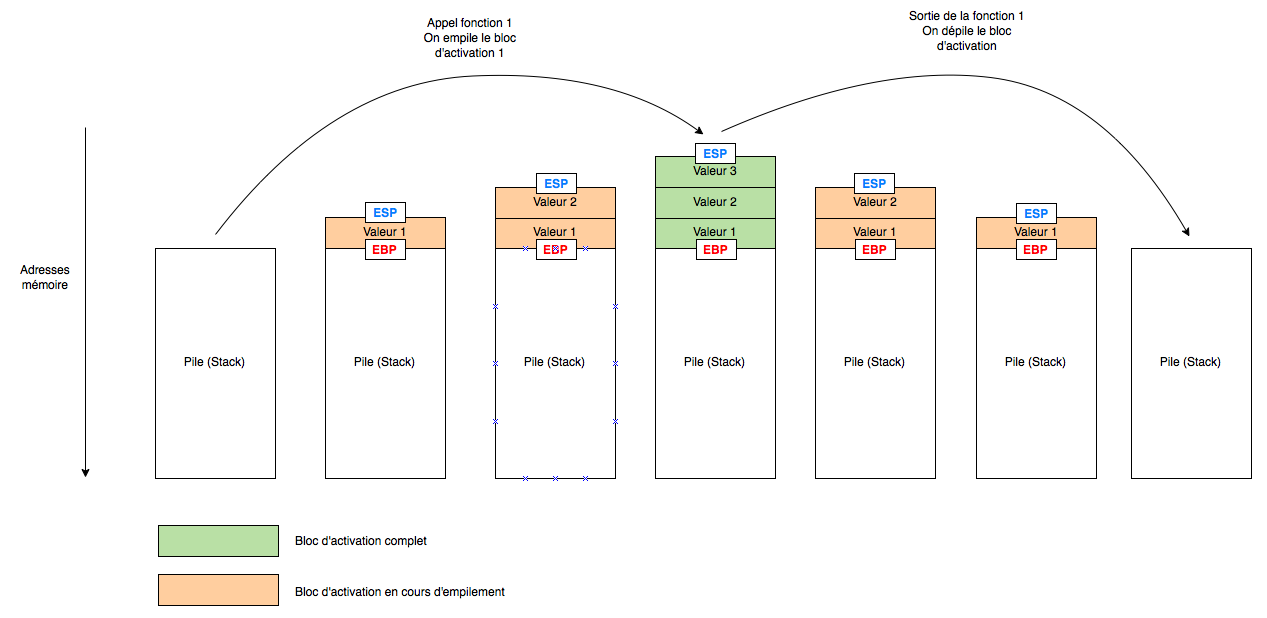 Appel fonction 1
On empile le bloc
d'activation 1
Sortie de la fonction 1
On dépile le bloc
d'activation
Adresses
mémoire
Pile (Stack)
ESP
Valeur 1
EBP
Pile (Stack)
ESP
Valeur 2
Valeur 1
EBP
Pile (Stack)
ESP
Valeur 3
Valeur 2
Valeur 1
EBP
Pile (Stack)
ESP
Valeur 2
Valeur 1
EBP
Pile (Stack)
ESP
Valeur 1
EBP
Pile (Stack)
Pile (Stack)
Bloc d'activation complet
Bloc d'activation en cours d'empilement